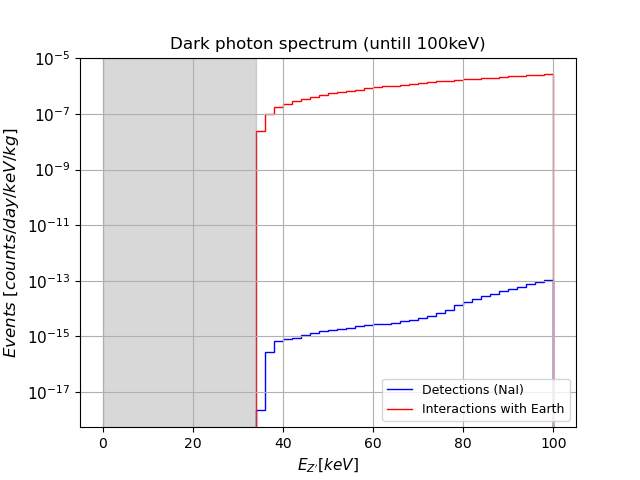 Dark photon spectrum (untill 100keV)
Events [counts/day/keV/kg]
10⁻⁵
10⁻⁷
10⁻⁹
10⁻¹¹
10⁻¹³
10⁻¹⁵
10⁻¹⁷
Detections (NaI)
Interactions with Earth
0 20 40 60 80 100
E_{Z'}[keV]